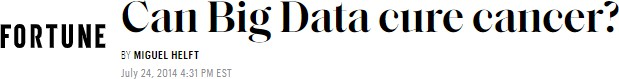 FORTUNE
Can Big Data cure cancer?
BY MIGUEL HELFT
July 24, 2014 4:31 PM EST